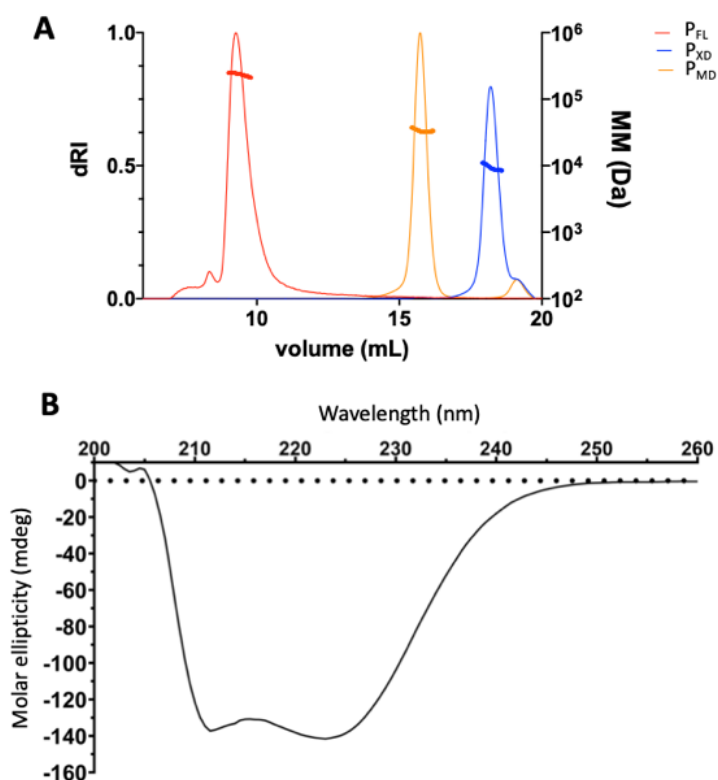 A
P_FL
P_XD
P_MD
1.0
0.5
0.0
dRI
10^6
10^5
10^4
10^3
10^2
MM (Da)
10 15 20
volume (mL)
B
Wavelength (nm)
200 210 220 230 240 250 260
0
-20
-40
-60
-80
-100
-120
-140
-160
Molar ellipticity (mdeg)